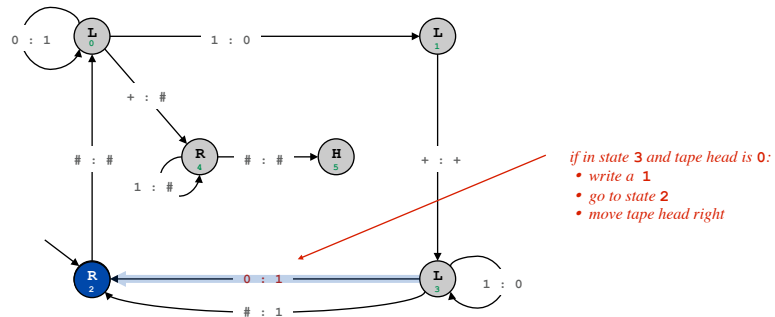 L
0
0 : 1
1 : 0
L
1
+ : #
R
4
# : #
H
5
# : #
+ : +
1 : #
if in state 3 and tape head is 0:
• write a 1
• go to state 2
• move tape head right
R
2
0 : 1
L
3
1 : 0
# : 1